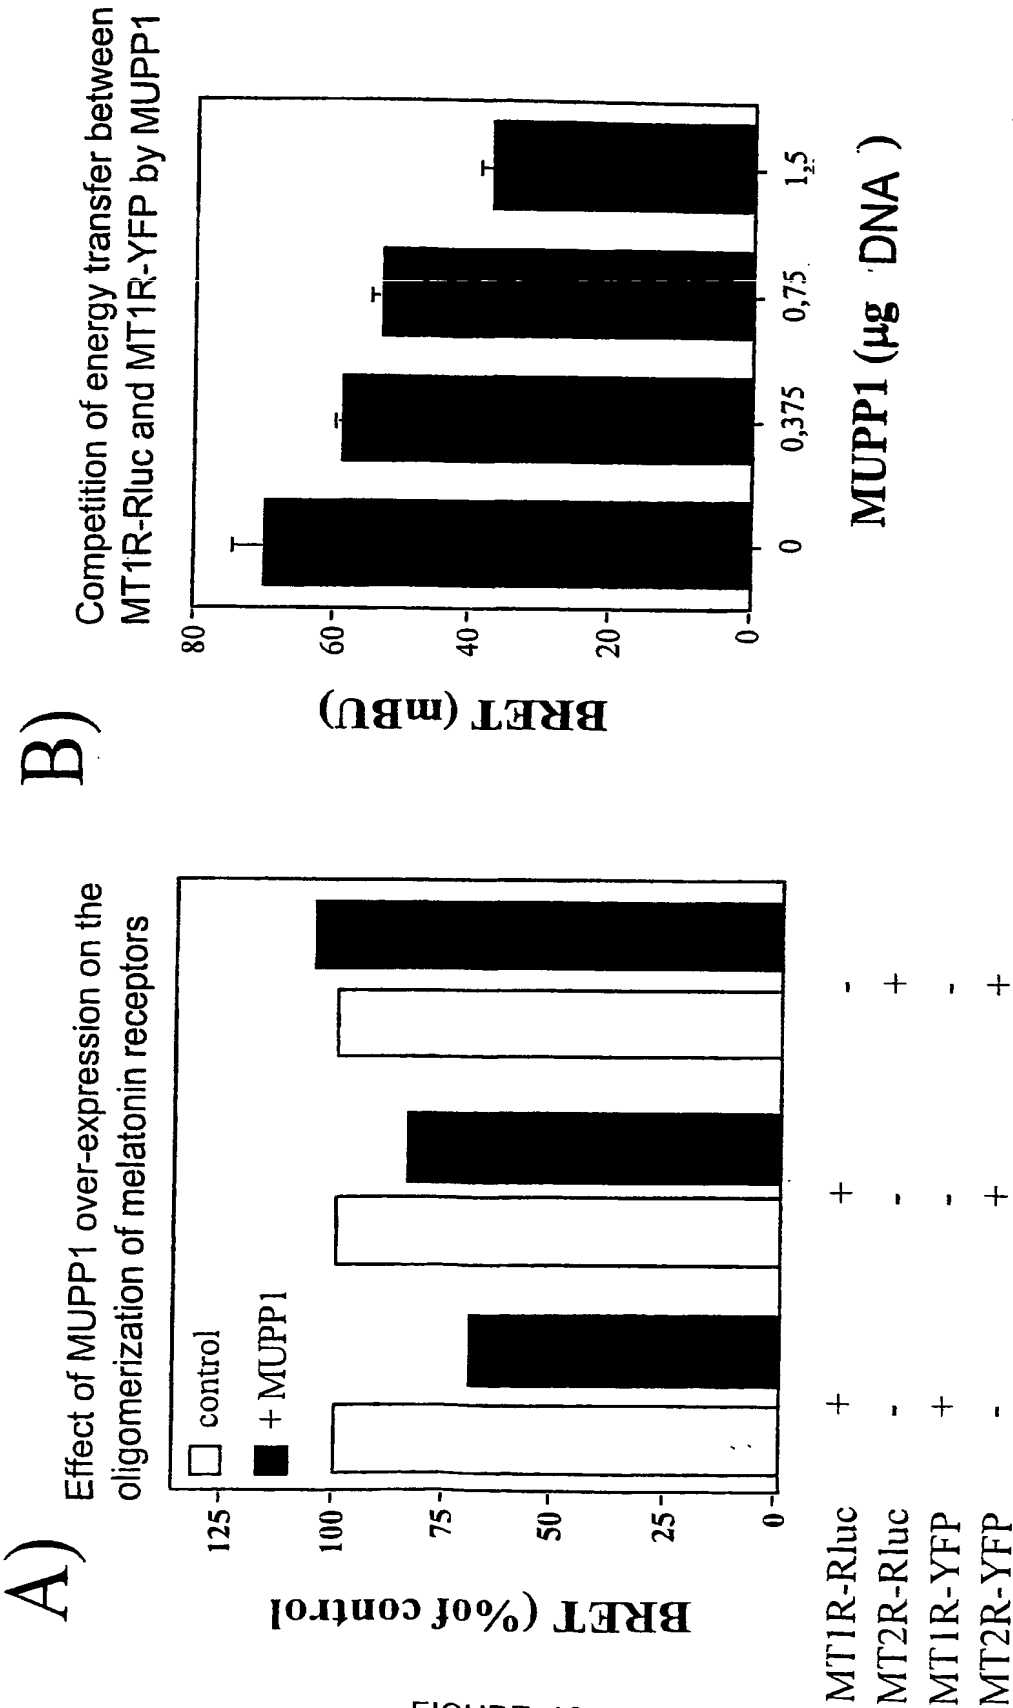 A)
Effect of MUPP1 over-expression on the
oligomerization of melatonin receptors
control
+ MUPP1
BRET (%of control
125
100
75
50
25
0
MT1R-Rluc + + -
MT2R-Rluc - - +
MT1R-YFP + - -
MT2R-YFP - + +
B)
Competition of energy transfer between
MT1R-Rluc and MT1R-YFP by MUPP1
BRET (mBU)
80
60
40
20
0
0 0,375 0,75 1,5
MUPP1 (μg DNA )